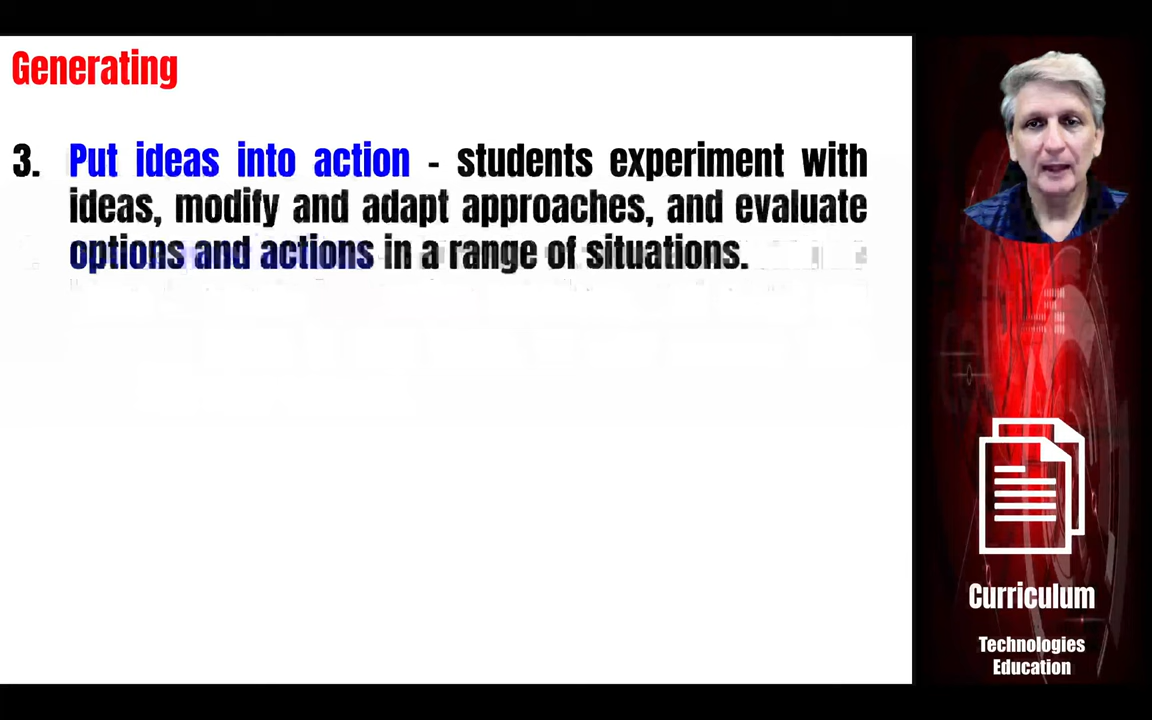 Generating
3. Put ideas into action - students experiment with
ideas, modify and adapt approaches, and evaluate
options and actions in a range of situations.
Curriculum
Technologies
Education